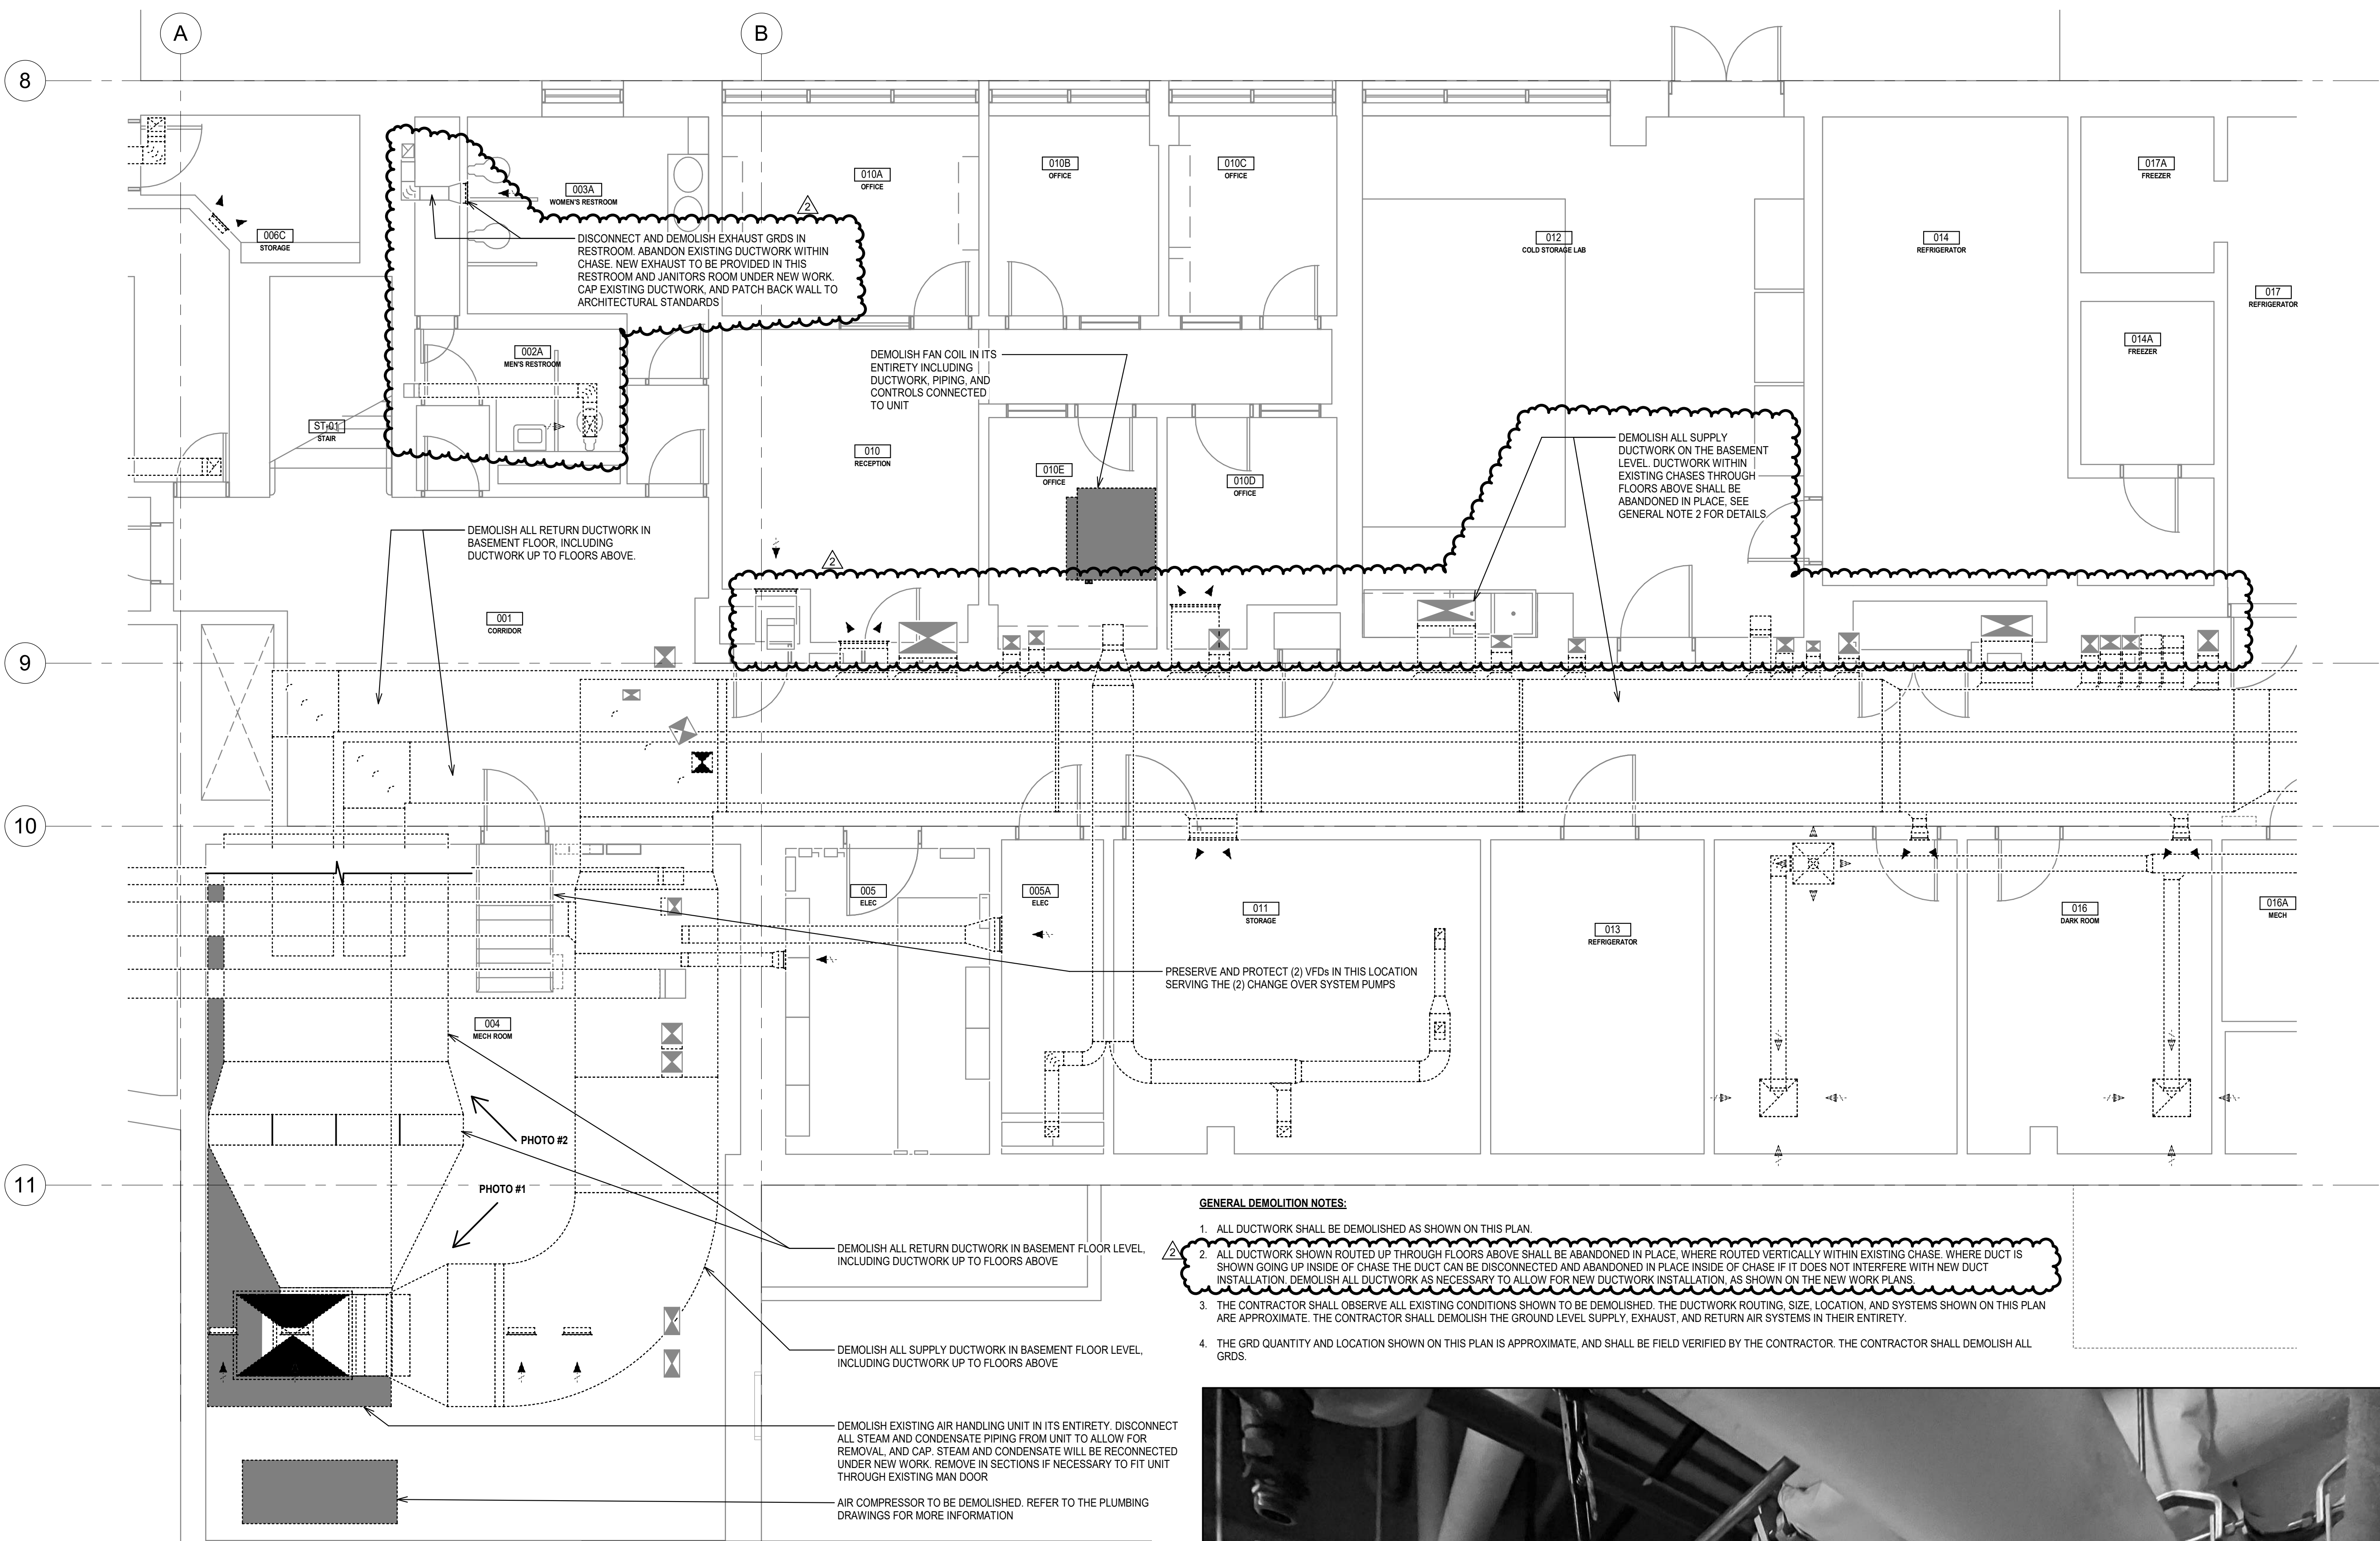 A
B
8
003A
WOMEN'S RESTROOM
010A
OFFICE
010B
OFFICE
010C
OFFICE
017A
FREEZER
2
006C
STORAGE
012
COLD STORAGE LAB
014
REFRIGERATOR
DISCONNECT AND DEMOLISH EXHAUST GRDS IN
RESTROOM. ABANDON EXISTING DUCTWORK WITHIN
CHASE. NEW EXHAUST TO BE PROVIDED IN THIS
RESTROOM AND JANITORS ROOM UNDER NEW WORK.
CAP EXISTING DUCTWORK, AND PATCH BACK WALL TO
ARCHITECTURAL STANDARDS
017
REFRIGERATOR
002A
MEN'S RESTROOM
DEMOLISH FAN COIL IN ITS
ENTIRETY INCLUDING
DUCTWORK, PIPING, AND
CONTROLS CONNECTED
TO UNIT
014A
FREEZER
ST-01
STAIR
010
RECEPTION
010E
OFFICE
010D
OFFICE
DEMOLISH ALL SUPPLY
DUCTWORK ON THE BASEMENT
LEVEL. DUCTWORK WITHIN
EXISTING CHASES THROUGH
FLOORS ABOVE SHALL BE
ABANDONED IN PLACE, SEE
GENERAL NOTE 2 FOR DETAILS
DEMOLISH ALL RETURN DUCTWORK IN
BASEMENT FLOOR, INCLUDING
DUCTWORK UP TO FLOORS ABOVE.
2
001
CORRIDOR
9
10
005
ELEC
005A
ELEC
011
STORAGE
013
REFRIGERATOR
016
DARK ROOM
016A
MECH
PRESERVE AND PROTECT (2) VFDs IN THIS LOCATION
SERVING THE (2) CHANGE OVER SYSTEM PUMPS
004
MECH ROOM
PHOTO #2
11
PHOTO #1
GENERAL DEMOLITION NOTES:
1. ALL DUCTWORK SHALL BE DEMOLISHED AS SHOWN ON THIS PLAN.
2
2. ALL DUCTWORK SHOWN ROUTED UP THROUGH FLOORS ABOVE SHALL BE ABANDONED IN PLACE, WHERE ROUTED VERTICALLY WITHIN EXISTING CHASE. WHERE DUCT IS
SHOWN GOING UP INSIDE OF CHASE THE DUCT CAN BE DISCONNECTED AND ABANDONED IN PLACE INSIDE OF CHASE IF IT DOES NOT INTERFERE WITH NEW DUCT
INSTALLATION. DEMOLISH ALL DUCTWORK AS NECESSARY TO ALLOW FOR NEW DUCTWORK INSTALLATION, AS SHOWN ON THE NEW WORK PLANS.
3. THE CONTRACTOR SHALL OBSERVE ALL EXISTING CONDITIONS SHOWN TO BE DEMOLISHED. THE DUCTWORK ROUTING, SIZE, LOCATION, AND SYSTEMS SHOWN ON THIS PLAN
ARE APPROXIMATE. THE CONTRACTOR SHALL DEMOLISH THE GROUND LEVEL SUPPLY, EXHAUST, AND RETURN AIR SYSTEMS IN THEIR ENTIRETY.
4. THE GRD QUANTITY AND LOCATION SHOWN ON THIS PLAN IS APPROXIMATE, AND SHALL BE FIELD VERIFIED BY THE CONTRACTOR. THE CONTRACTOR SHALL DEMOLISH ALL
GRDS.
DEMOLISH ALL RETURN DUCTWORK IN BASEMENT FLOOR LEVEL,
INCLUDING DUCTWORK UP TO FLOORS ABOVE
DEMOLISH ALL SUPPLY DUCTWORK IN BASEMENT FLOOR LEVEL,
INCLUDING DUCTWORK UP TO FLOORS ABOVE
DEMOLISH EXISTING AIR HANDLING UNIT IN ITS ENTIRETY. DISCONNECT
ALL STEAM AND CONDENSATE PIPING FROM UNIT TO ALLOW FOR
REMOVAL, AND CAP. STEAM AND CONDENSATE WILL BE RECONNECTED
UNDER NEW WORK. REMOVE IN SECTIONS IF NECESSARY TO FIT UNIT
THROUGH EXISTING MAN DOOR
AIR COMPRESSOR TO BE DEMOLISHED. REFER TO THE PLUMBING
DRAWINGS FOR MORE INFORMATION